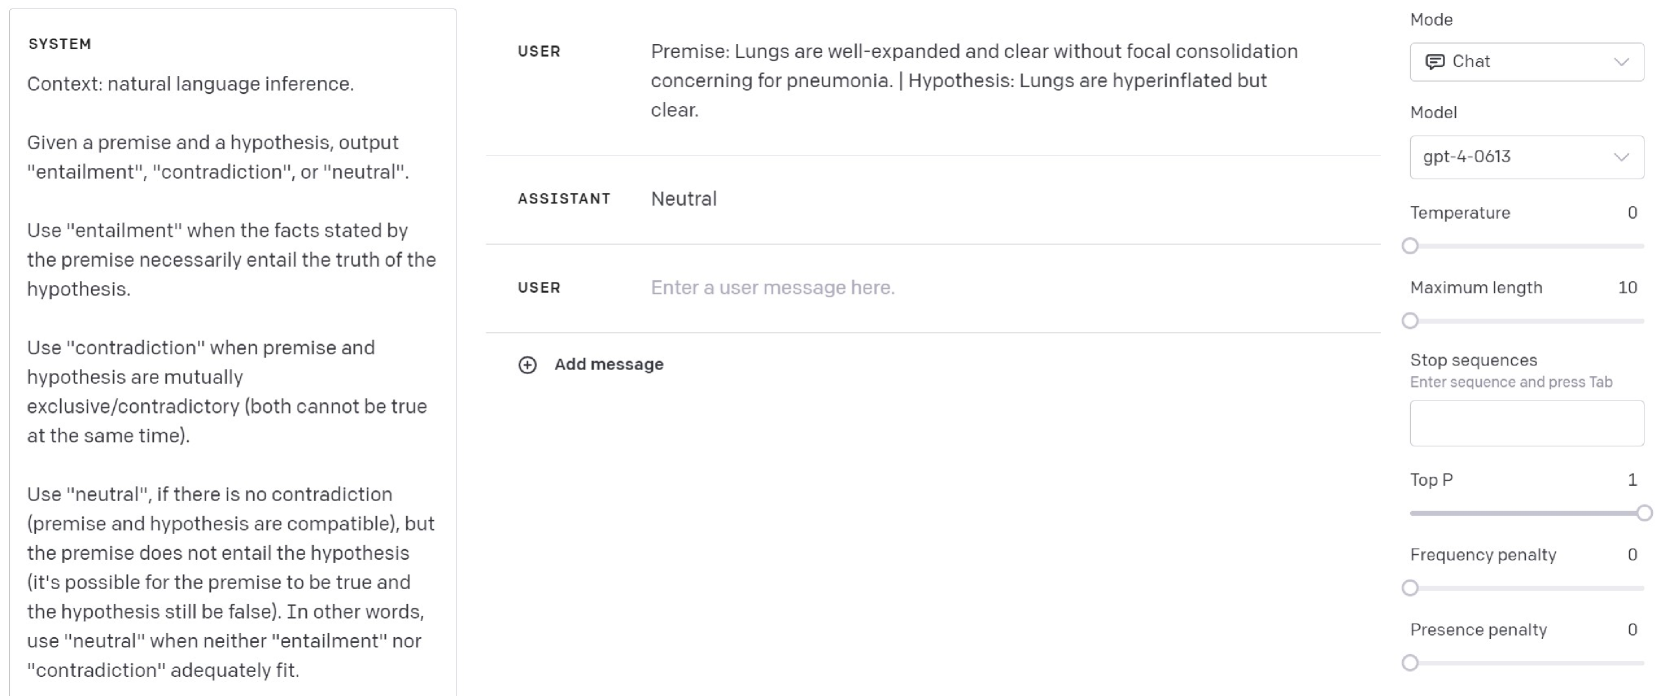 SYSTEM
Context: natural language inference.
Given a premise and a hypothesis, output
"entailment", "contradiction", or "neutral".
Use "entailment" when the facts stated by
the premise necessarily entail the truth of the
hypothesis.
Use "contradiction" when premise and
hypothesis are mutually
exclusive/contradictory (both cannot be true
at the same time).
Use "neutral", if there is no contradiction
(premise and hypothesis are compatible), but
the premise does not entail the hypothesis
(it's possible for the premise to be true and
the hypothesis still be false). In other words,
use "neutral" when neither "entailment" nor
"contradiction" adequately fit.
USER
Premise: Lungs are well-expanded and clear without focal consolidation
concerning for pneumonia. | Hypothesis: Lungs are hyperinflated but
clear.
ASSISTANT
Neutral
USER
Enter a user message here.
Add message
Mode
Chat
Model
gpt-4-0613
Temperature 0
Maximum length 10
Stop sequences
Enter sequence and press Tab
Top P 1
Frequency penalty 0
Presence penalty 0